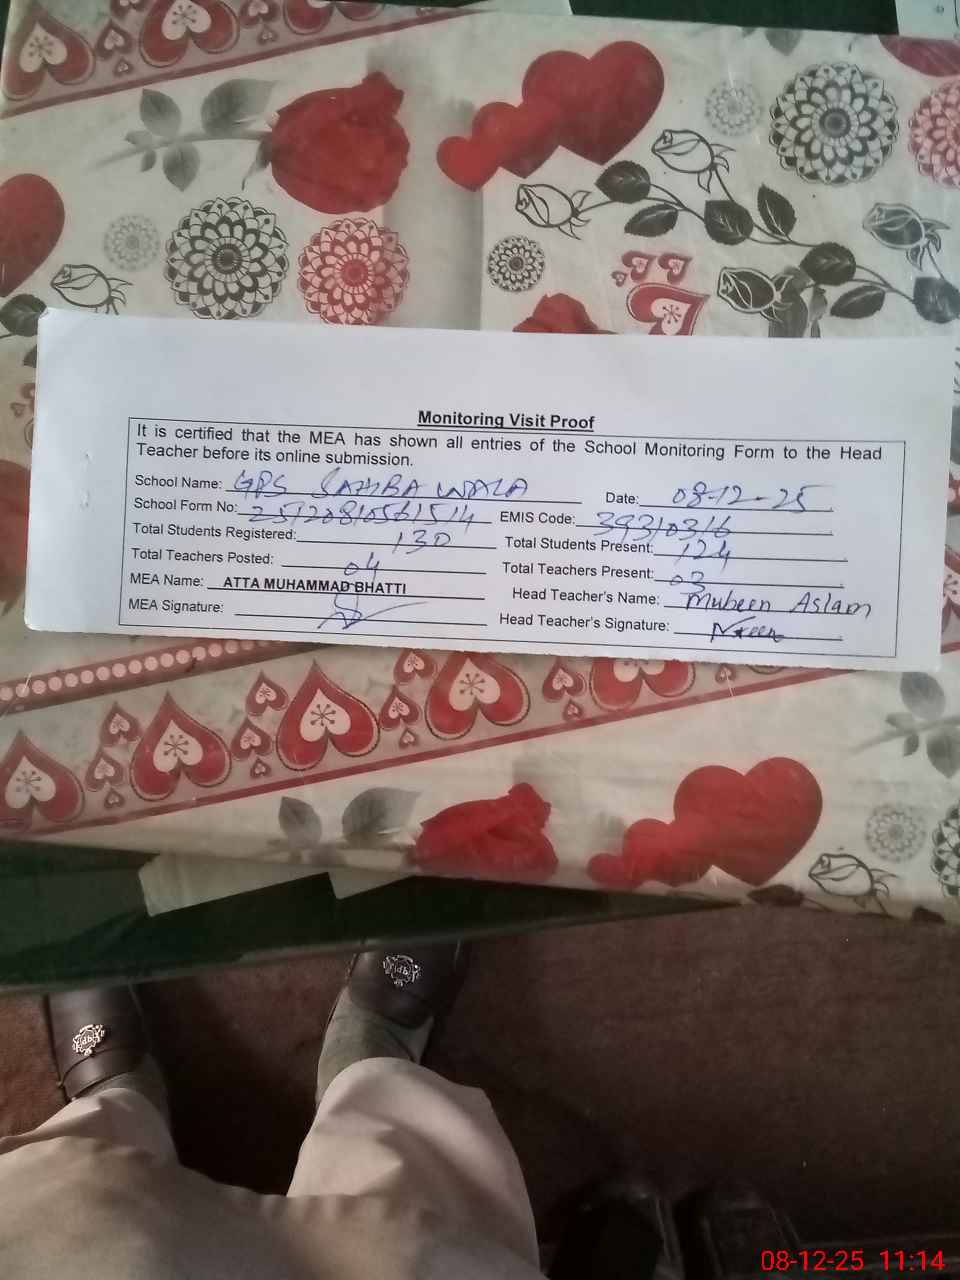 Monitoring Visit Proof
It is certified that the MEA has shown all entries of the School Monitoring Form to the Head
Teacher before its online submission.
School Name: GPS WALA Date: 08-12-25
School Form No: 25120810561514 EMIS Code: 39310316
Total Students Registered: 130 Total Students Present: 124
Total Teachers Posted: 04 Total Teachers Present: 03
MEA Name: ATTA MUHAMMAD BHATTI Head Teacher's Name: Mubeen Aslam
MEA Signature: Head Teacher's Signature:
08-12-25 11:14